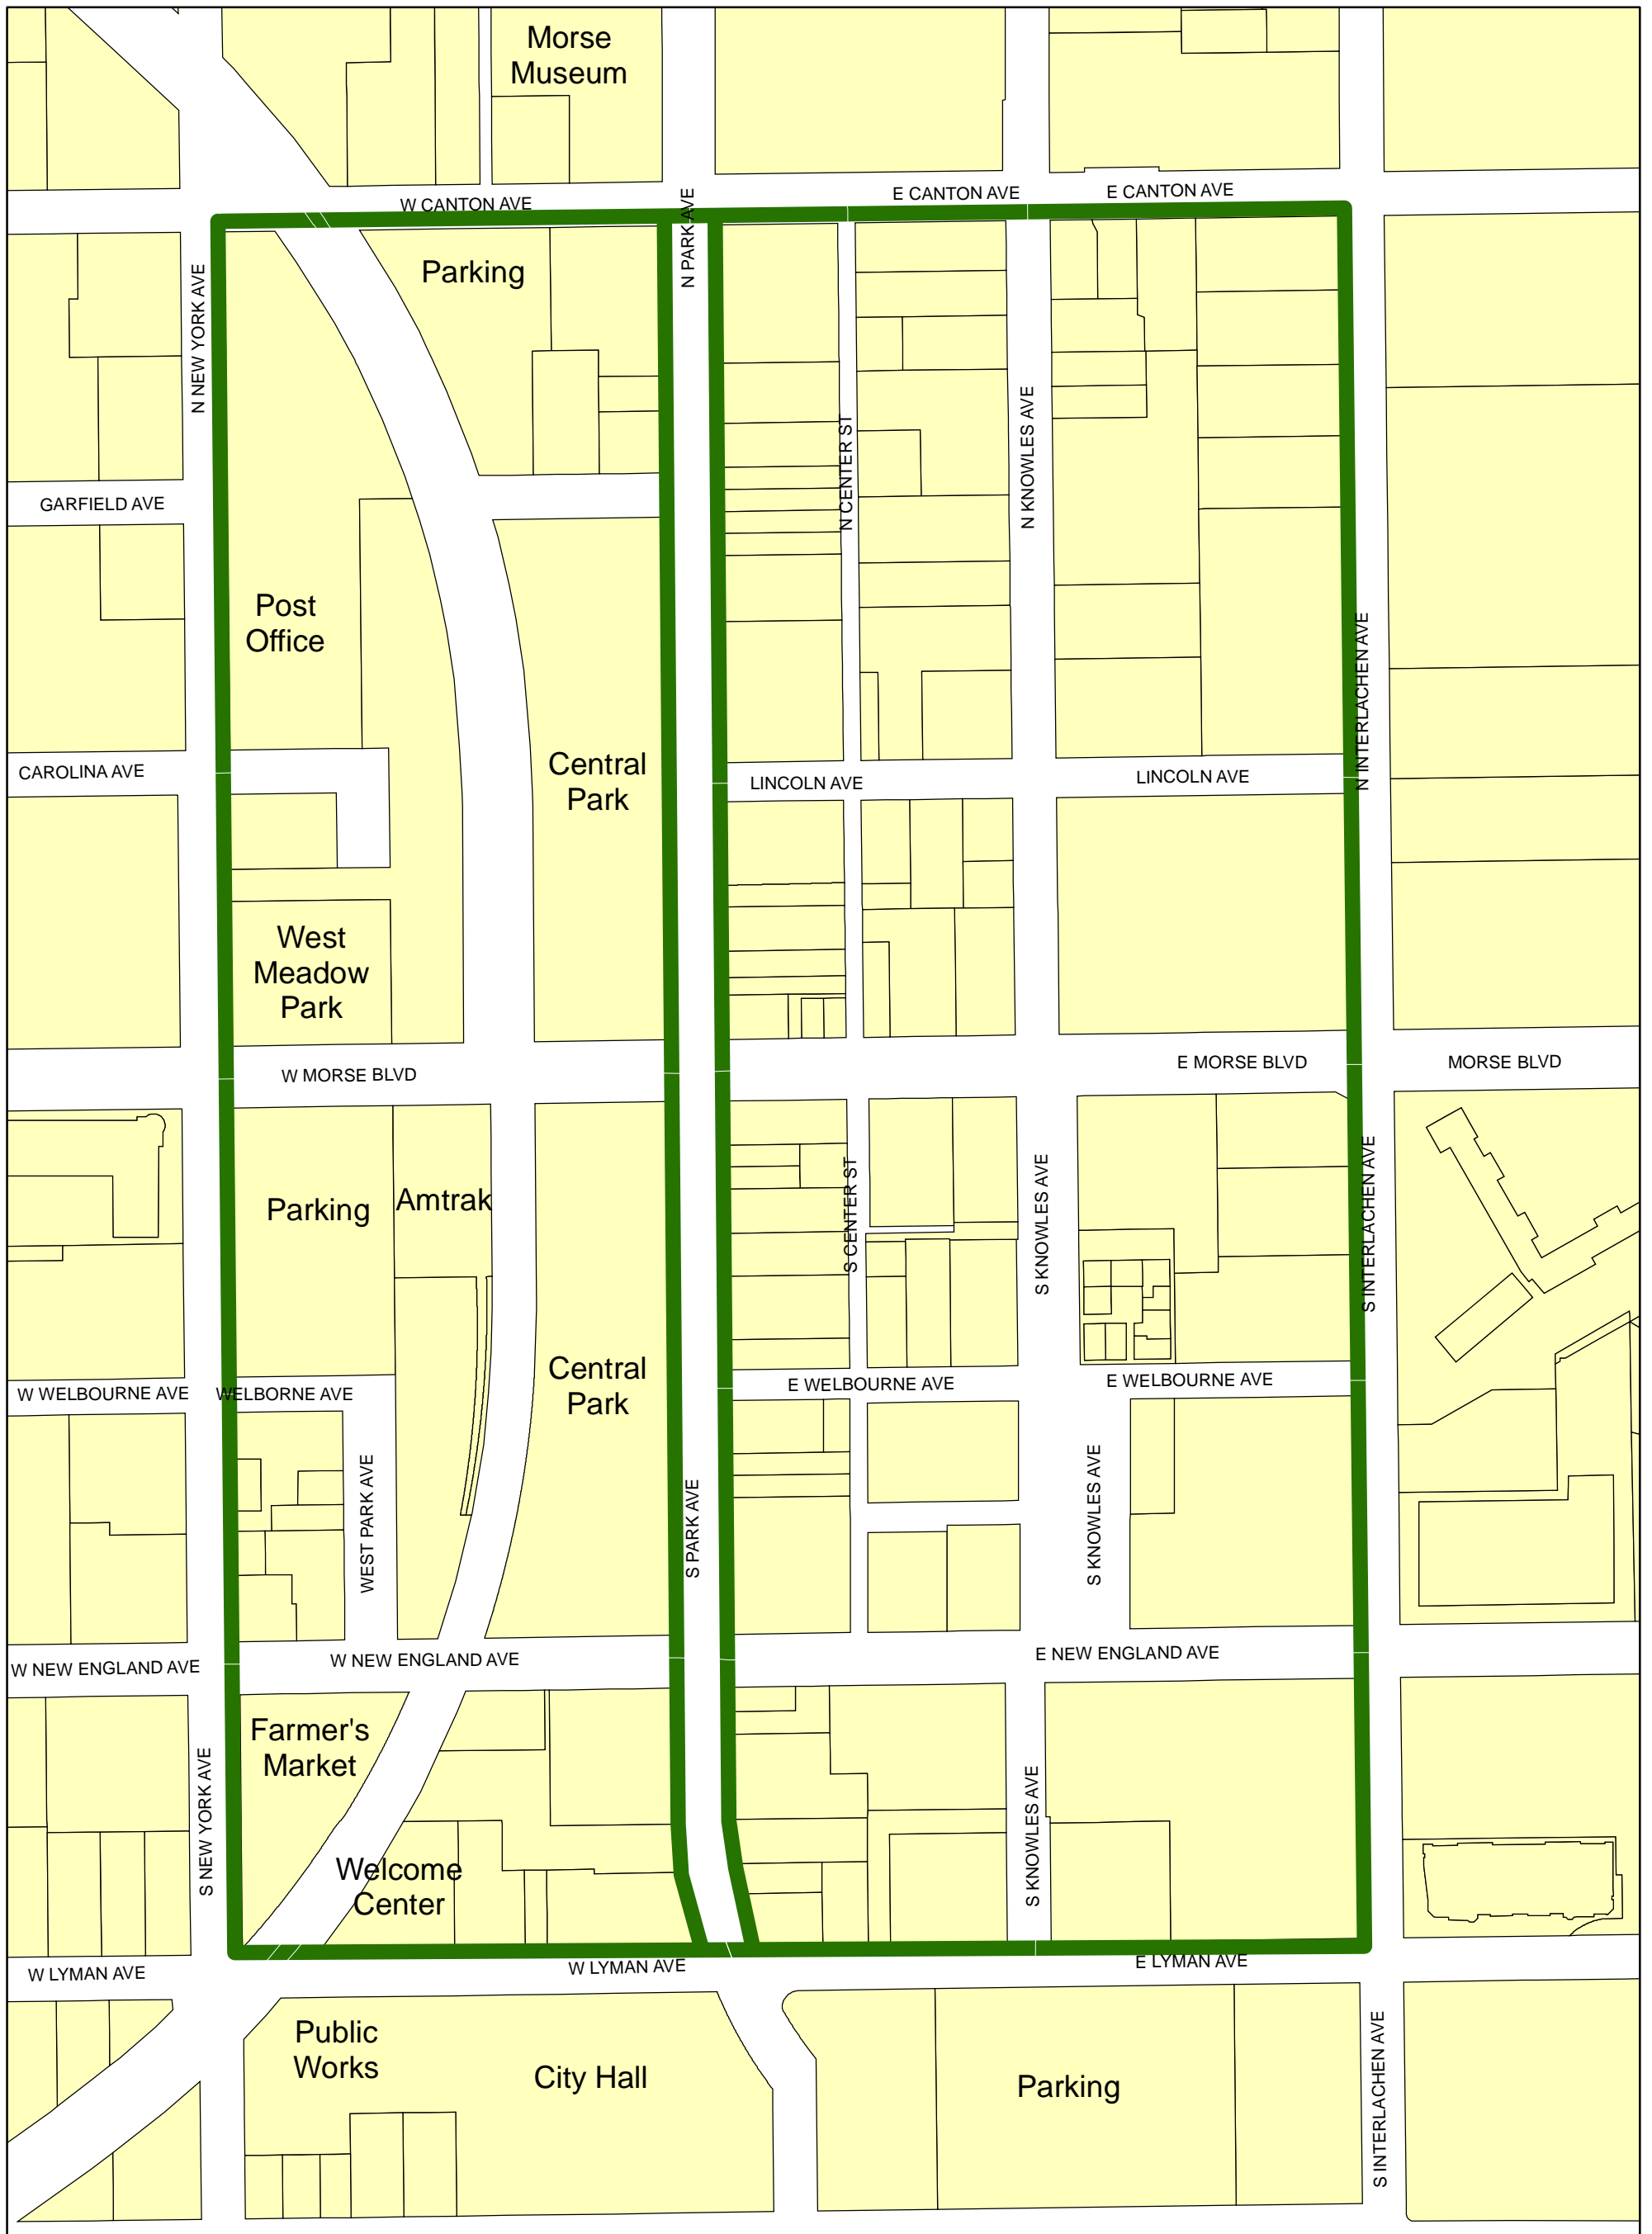 Morse
Museum
W CANTON AVE
E CANTON AVE
E CANTON AVE
N PARK AVE
Parking
N NEW YORK AVE
N CENTER ST
N KNOWLES AVE
GARFIELD AVE
Post
Office
N INTERLACHEN AVE
Central
Park
CAROLINA AVE
LINCOLN AVE
LINCOLN AVE
West
Meadow
Park
W MORSE BLVD
E MORSE BLVD
MORSE BLVD
Parking
Amtrak
S CENTER ST
S KNOWLES AVE
S INTERLACHEN AVE
Central
Park
W WELBOURNE AVE
WELBORNE AVE
E WELBOURNE AVE
E WELBOURNE AVE
WEST PARK AVE
S PARK AVE
S KNOWLES AVE
W NEW ENGLAND AVE
W NEW ENGLAND AVE
E NEW ENGLAND AVE
Farmer's
Market
S NEW YORK AVE
S KNOWLES AVE
Welcome
Center
W LYMAN AVE
W LYMAN AVE
E LYMAN AVE
Public
Works
City Hall
Parking
S INTERLACHEN AVE